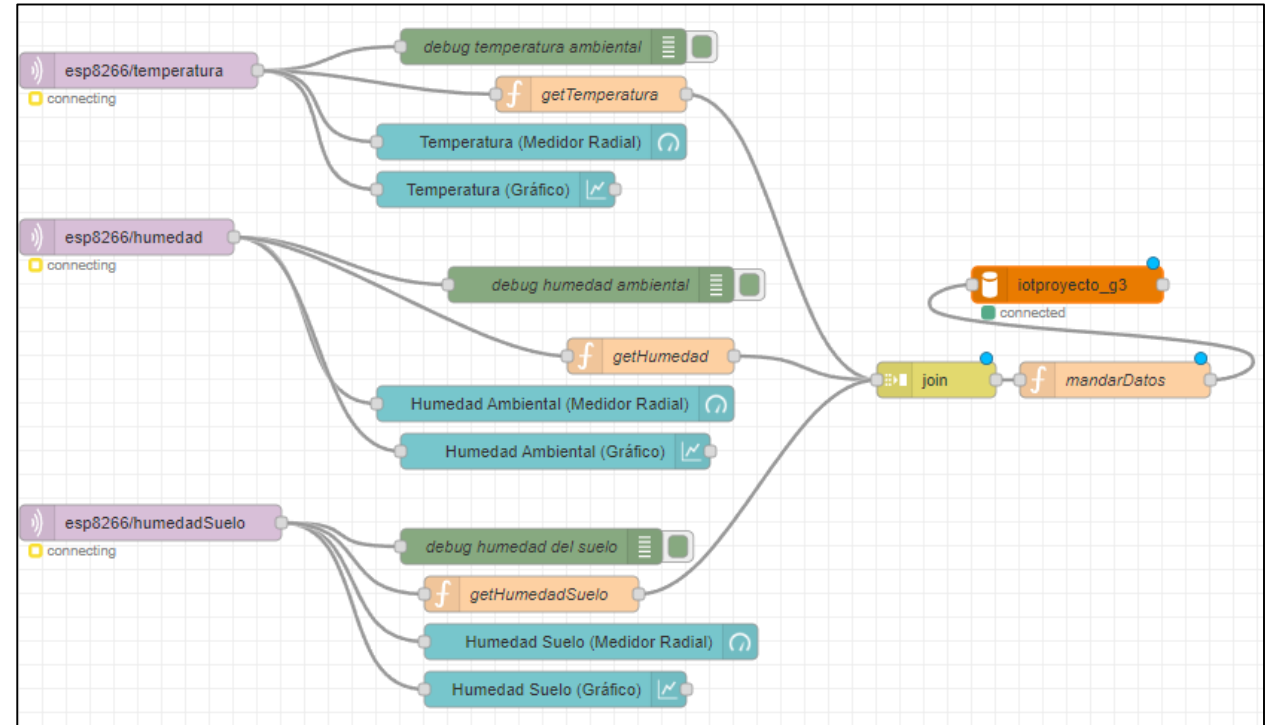 debug temperatura ambiental
esp8266/temperatura
connecting
getTemperatura
Temperatura (Medidor Radial)
Temperatura (Gráfico)
esp8266/humedad
connecting
debug humedad ambiental
iotproyecto_g3
connected
getHumedad
join
mandarDatos
Humedad Ambiental (Medidor Radial)
Humedad Ambiental (Gráfico)
esp8266/humedadSuelo
connecting
debug humedad del suelo
getHumedadSuelo
Humedad Suelo (Medidor Radial)
Humedad Suelo (Gráfico)